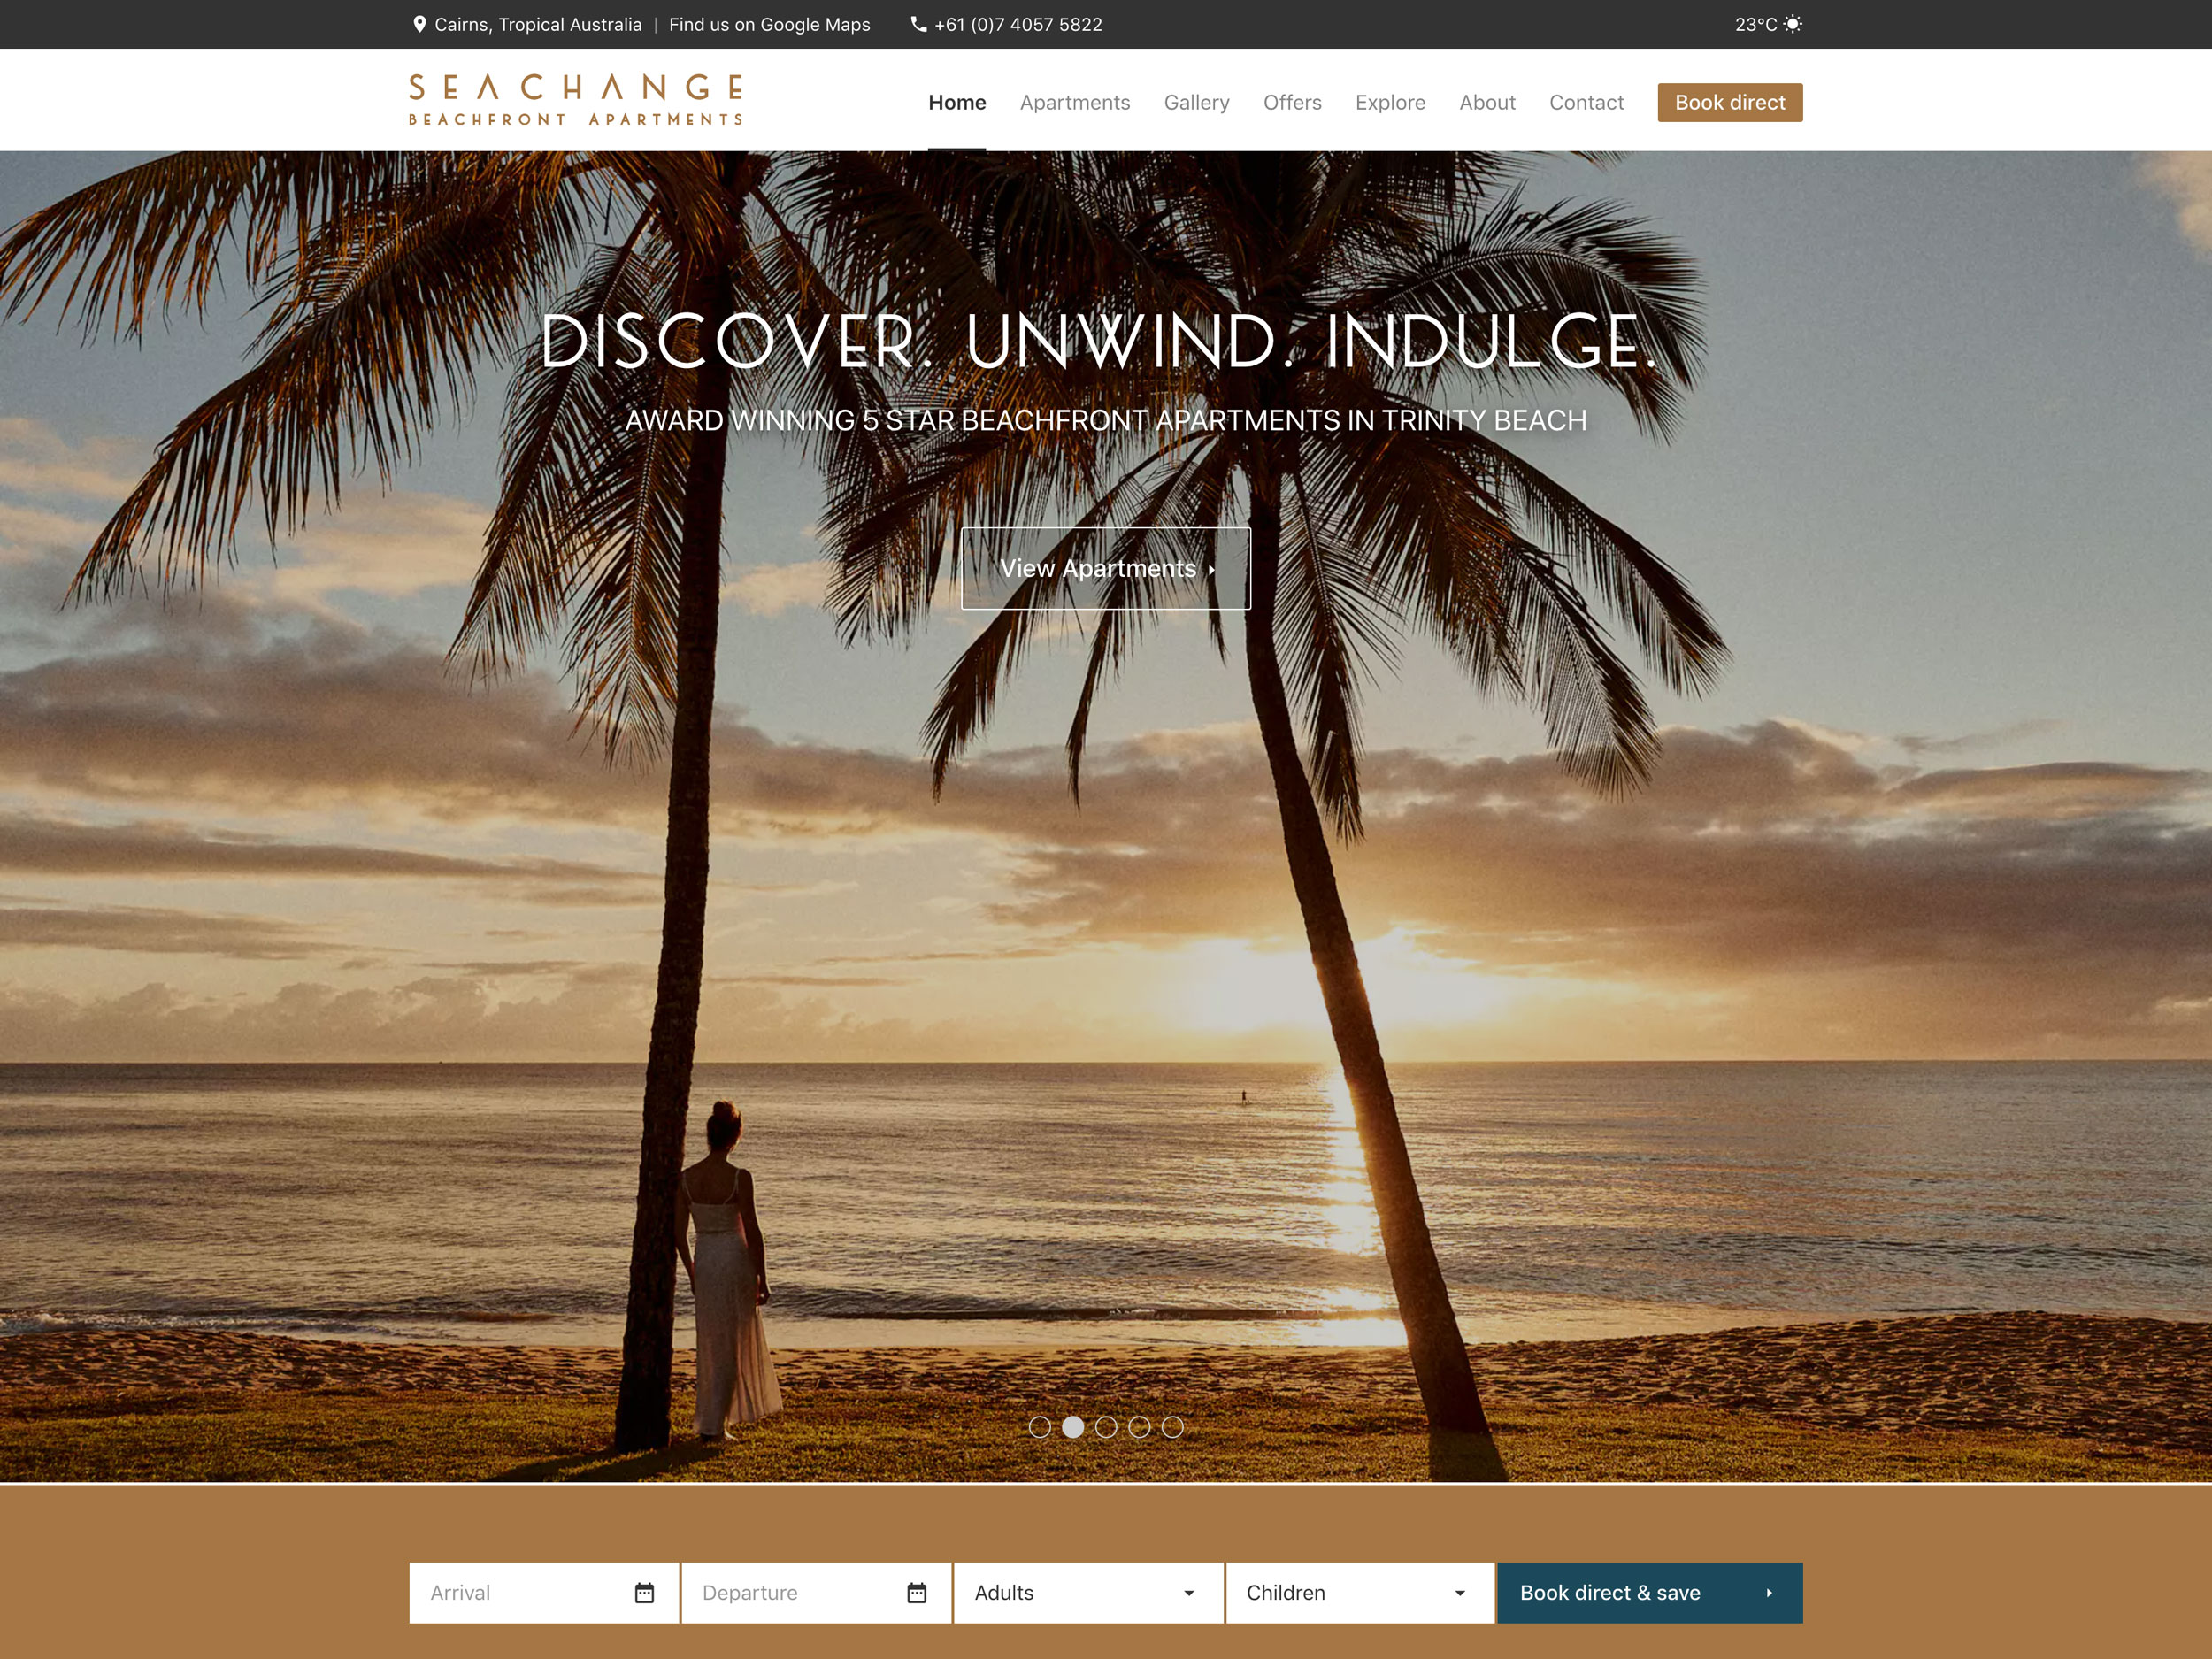 Cairns, Tropical Australia | Find us on Google Maps +61 (0)7 4057 5822 23°C
SEACHANGE
BEACHFRONT APARTMENTS
Home Apartments Gallery Offers Explore About Contact Book direct
DISCOVER. UNWIND. INDULGE.
AWARD WINNING 5 STAR BEACHFRONT APARTMENTS IN TRINITY BEACH
View Apartments
Arrival Departure Adults Children Book direct & save